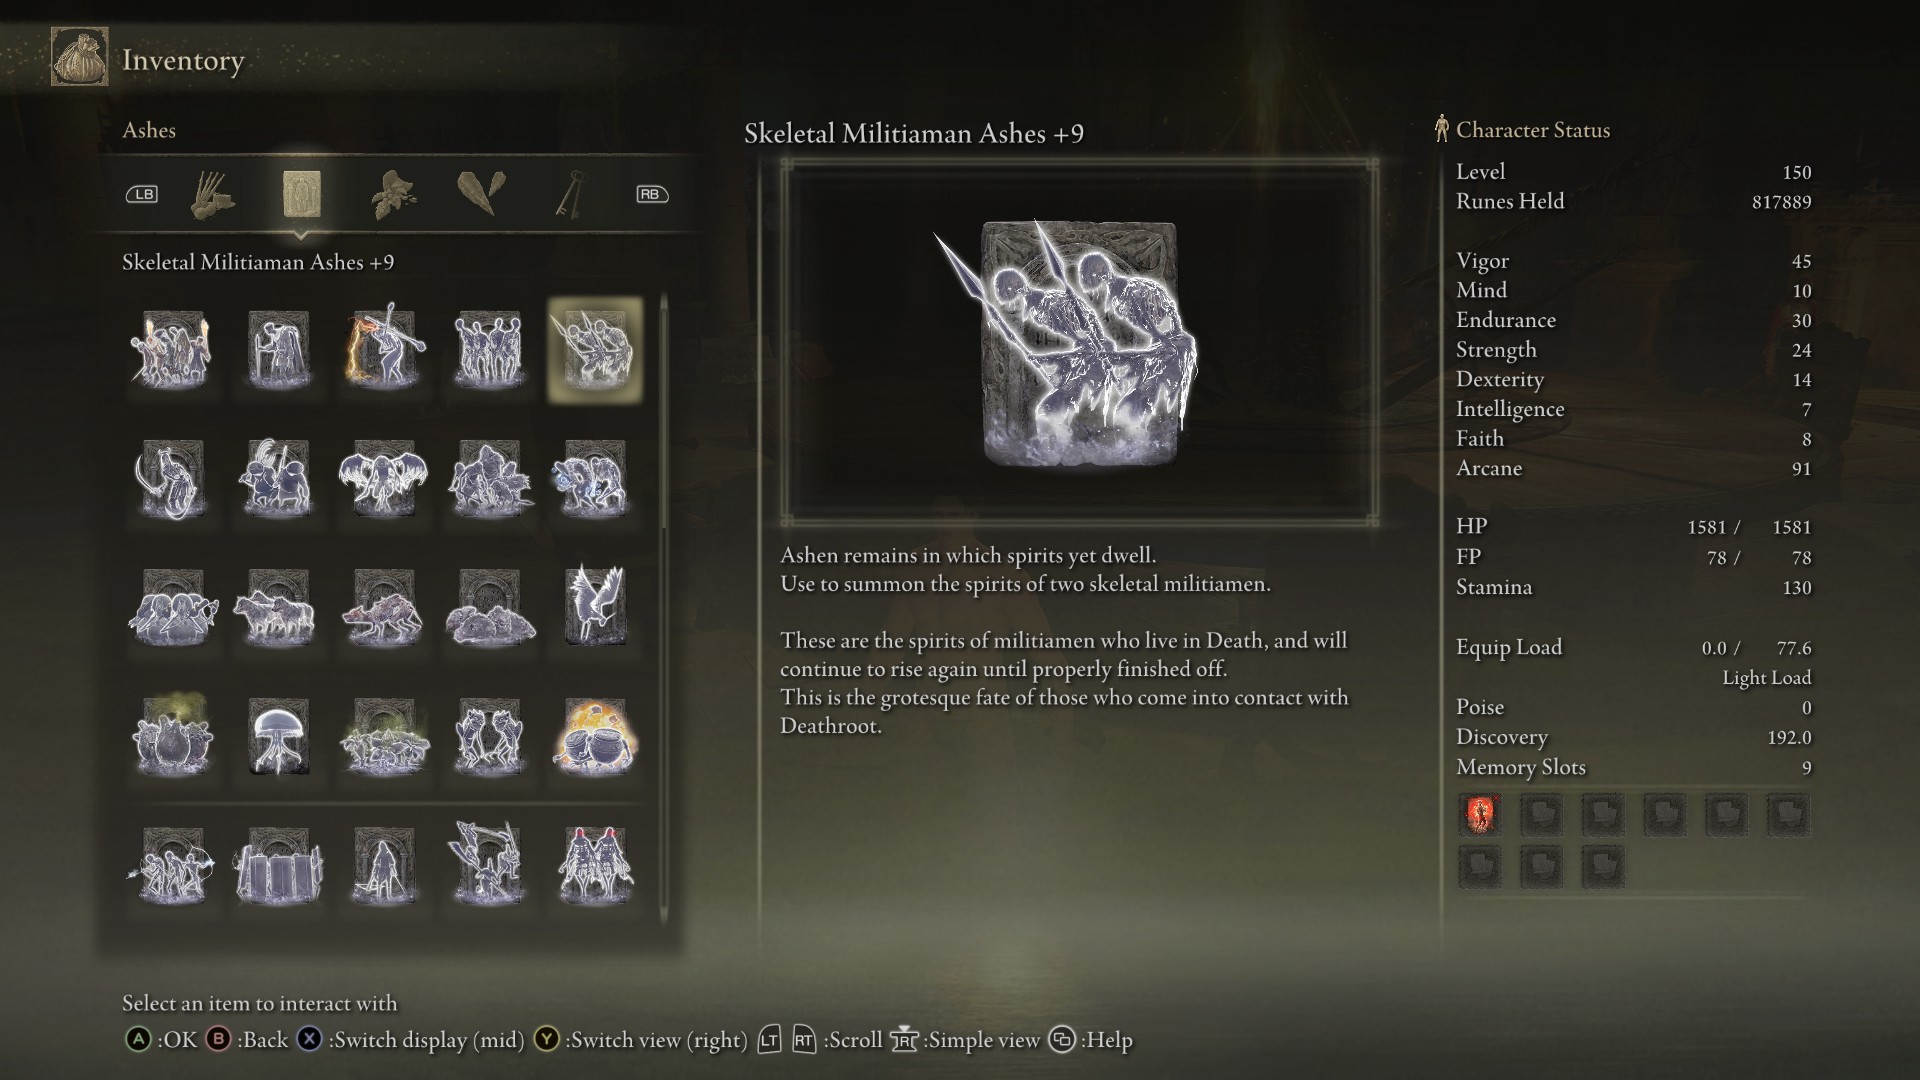 Inventory
Ashes
LB
RB
Skeletal Militiaman Ashes +9
Skeletal Militiaman Ashes +9
Ashen remains in which spirits yet dwell.
Use to summon the spirits of two skeletal militiamen.
These are the spirits of militiamen who live in Death, and will
continue to rise again until properly finished off.
This is the grotesque fate of those who come into contact with
Deathroot.
Character Status
Level 150
Runes Held 817889
Vigor 45
Mind 10
Endurance 30
Strength 24
Dexterity 14
Intelligence 7
Faith 8
Arcane 91
HP 1581 / 1581
FP 78 / 78
Stamina 130
Equip Load 0.0 / 77.6
Light Load
Poise 0
Discovery 192.0
Memory Slots 9
Select an item to interact with
A :OK B :Back X :Switch display (mid) Y :Switch view (right) LT RT :Scroll R :Simple view :Help